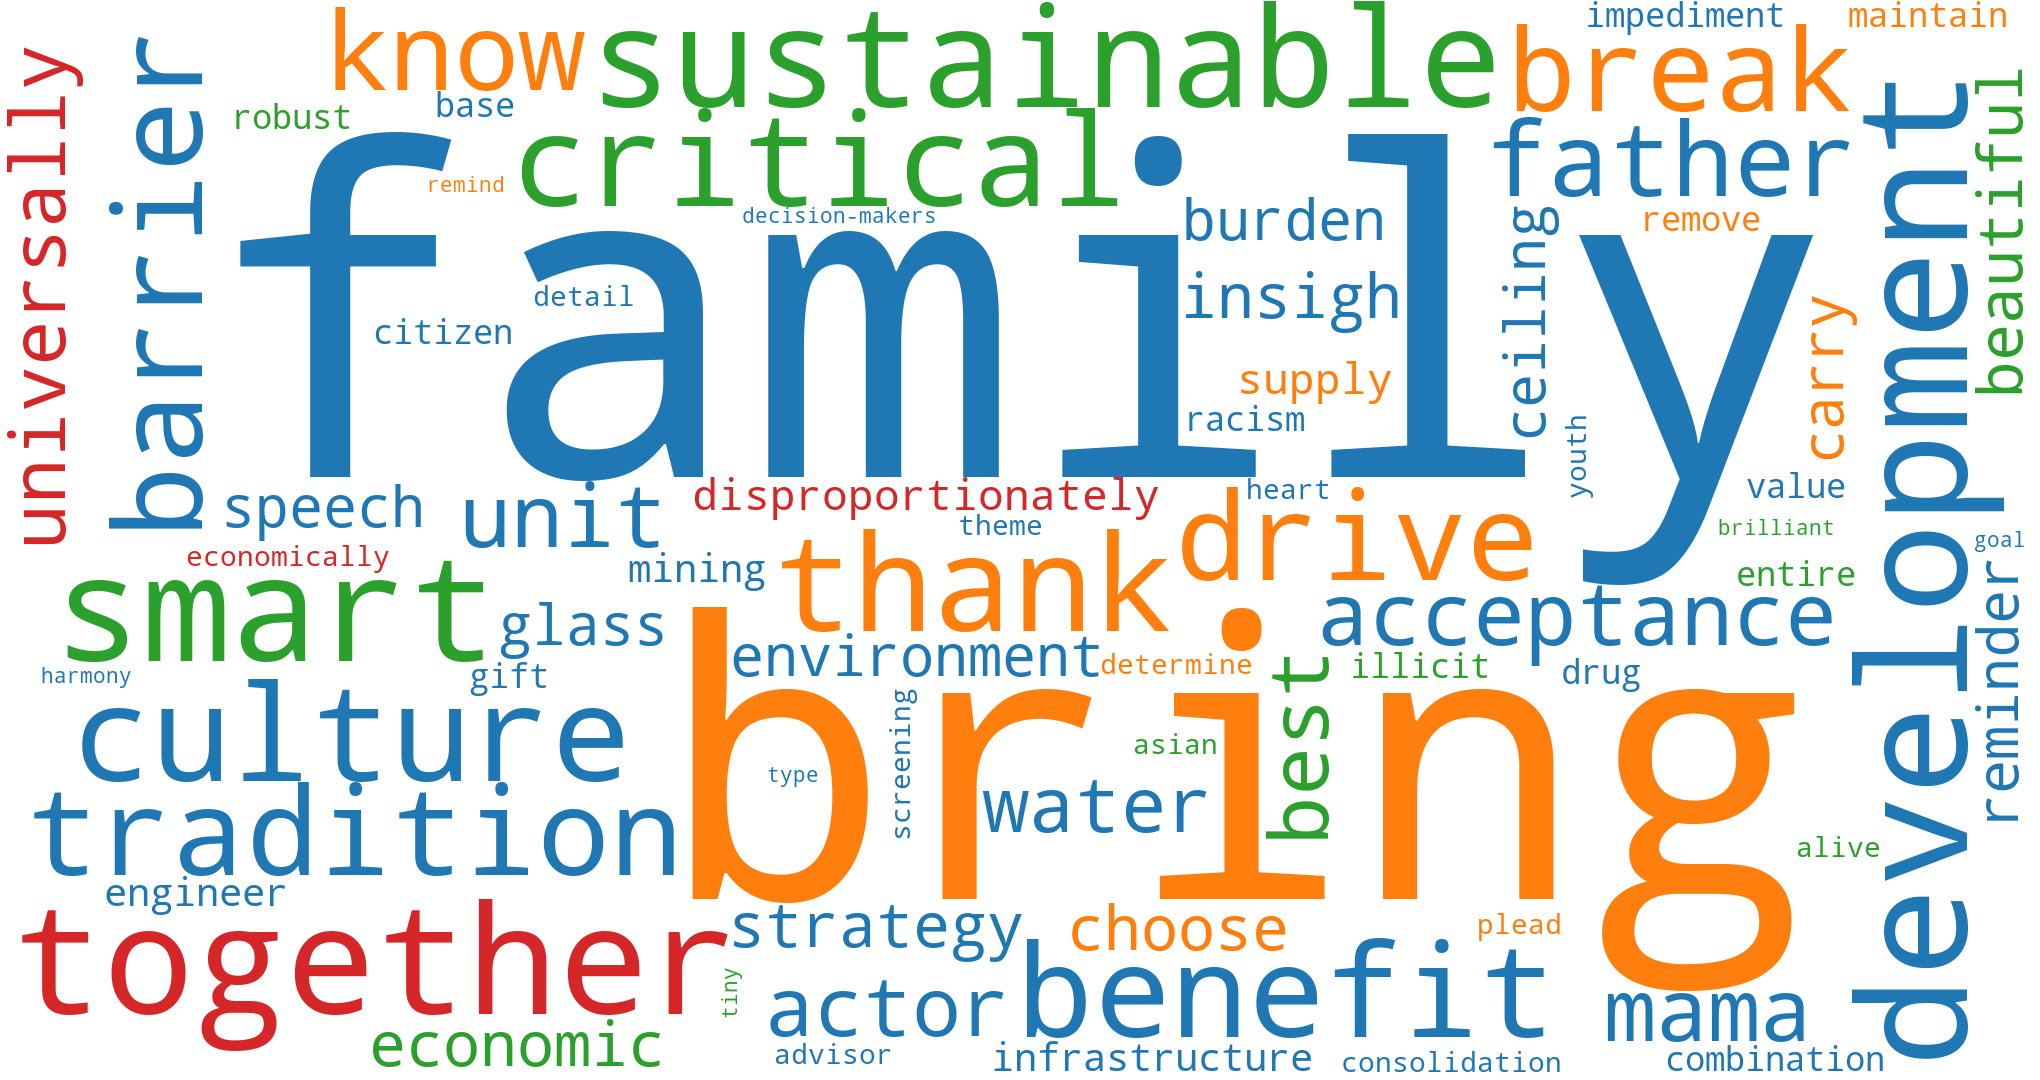 impediment
maintain
know
sustainable
break
universally
barrier
robust
base
critical
father
development
beautiful
remind
family
decision-makers
burden
remove
ceiling
detail
insigh
citizen
carry
supply
racism
youth
speech
unit
disproportionately
heart
value
theme
drive
brilliant
goal
economically
smart
mining
thank
entire
reminder
glass
acceptance
environment
determine
best
illicit
drug
harmony
gift
culture
bring
screening
asian
type
water
tradition
alive
engineer
together
strategy
choose
plead
tiny
actor
benefit
mama
economic
advisor
infrastructure
consolidation
combination